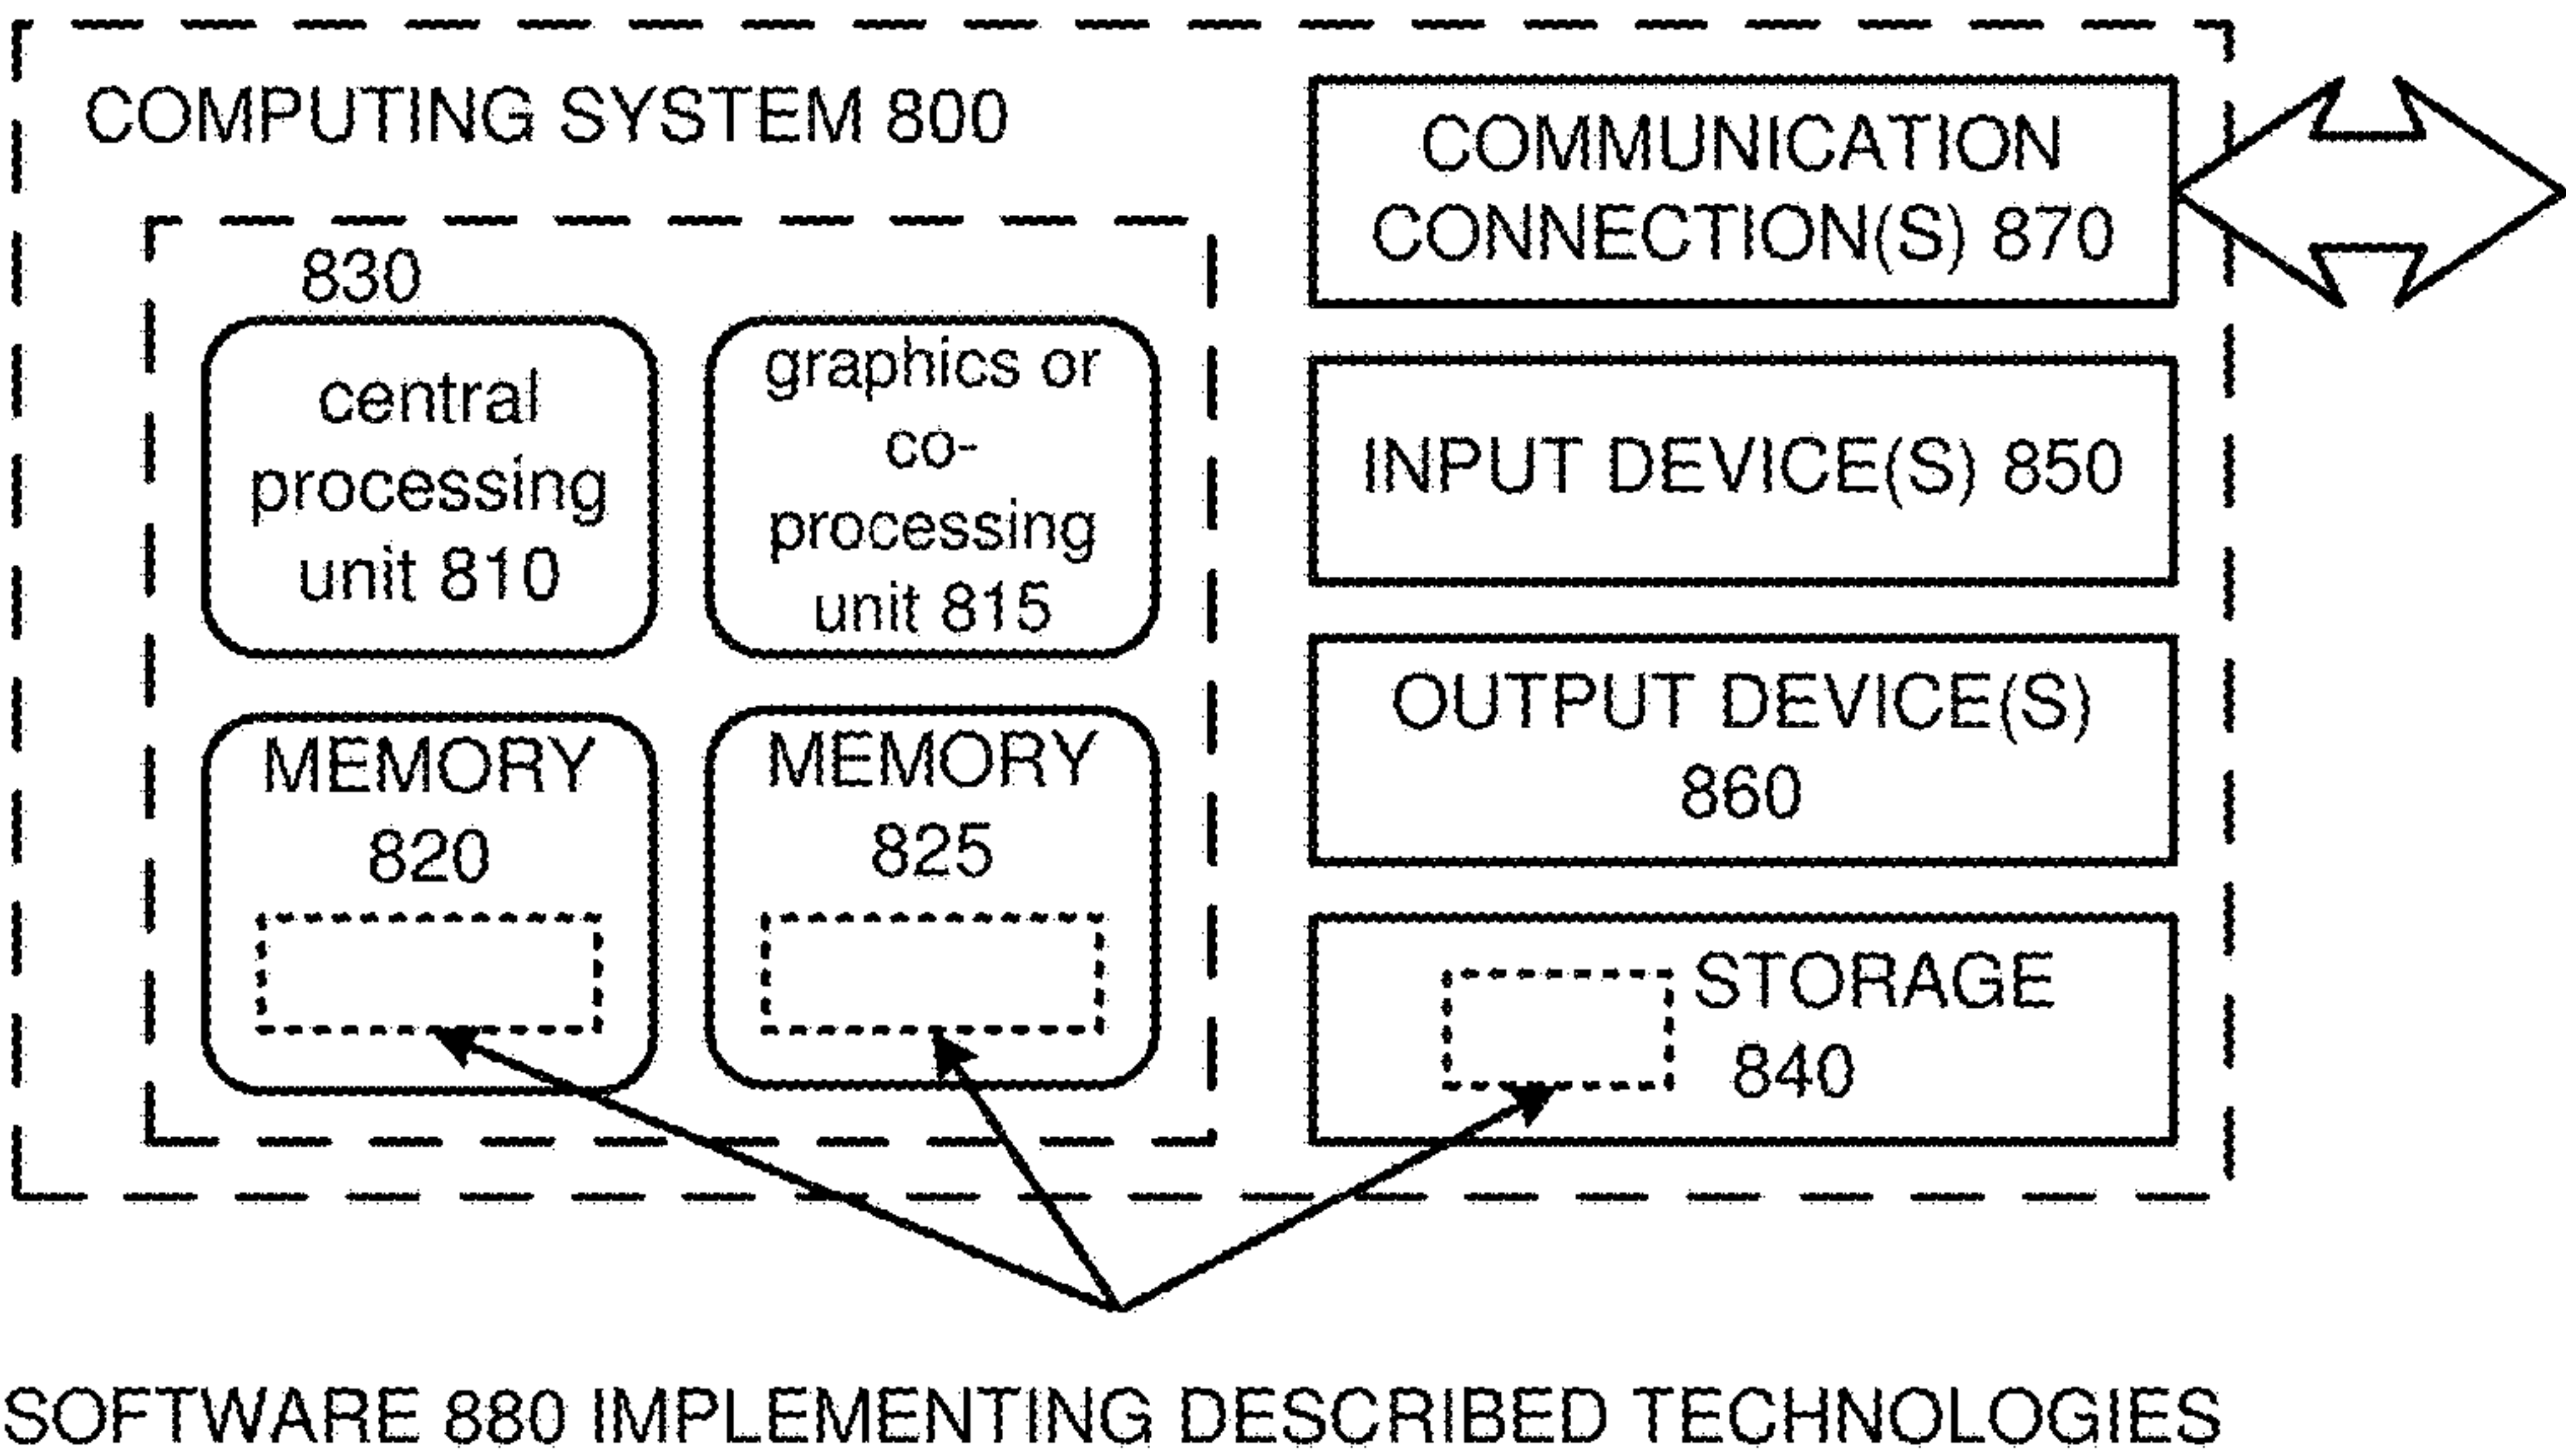 COMPUTING SYSTEM 800
830
central
processing
unit 810
graphics or
co-
processing
unit 815
MEMORY
820
MEMORY
825
COMMUNICATION
CONNECTION(S) 870
INPUT DEVICE(S) 850
OUTPUT DEVICE(S)
860
STORAGE
840
SOFTWARE 880 IMPLEMENTING DESCRIBED TECHNOLOGIES